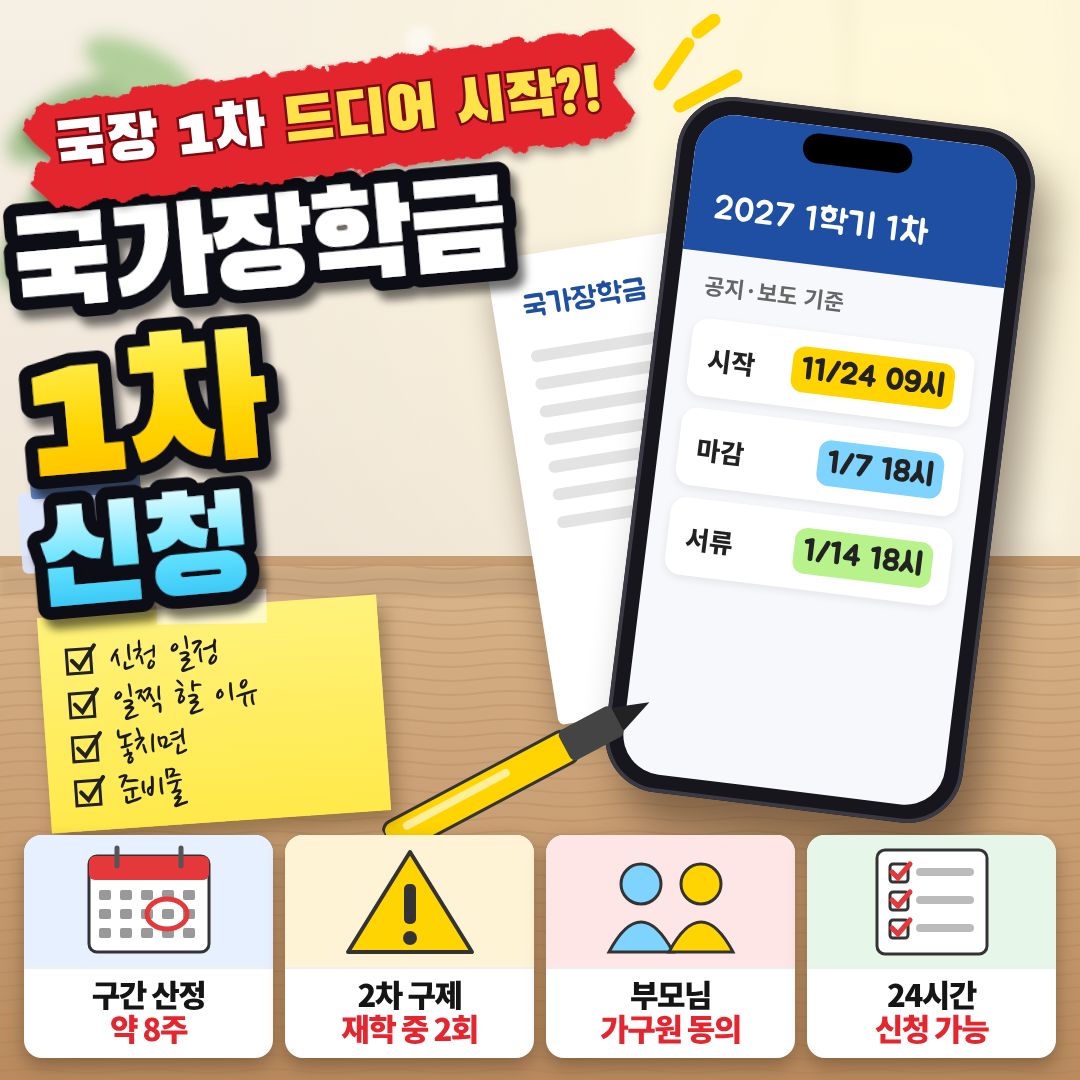 국장 1차 드디어 시작?!
국가장학금
1차
신청
국가장학금
2027 1학기 1차
공지·보도 기준
시작 11/24 09시
마감 1/7 18시
서류 1/14 18시
신청 일정
일찍 할 이유
놓치면
준비물
구간 산정
약 8주
2차 구제
재학 중 2회
부모님
가구원 동의
24시간
신청 가능